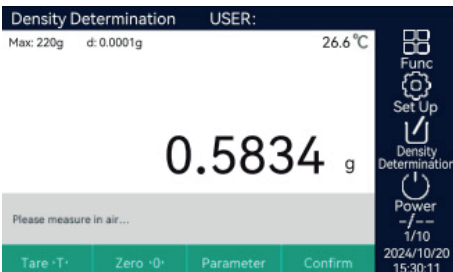 Density Determination USER:
Max: 220g d: 0.0001g 26.6 ℃
0.5834 g
Please measure in air...
Tare ·T· Zero ·0· Parameter Confirm
Func
Set Up
Density
Determination
Power
-/--
1/10
2024/10/20
15:30:11